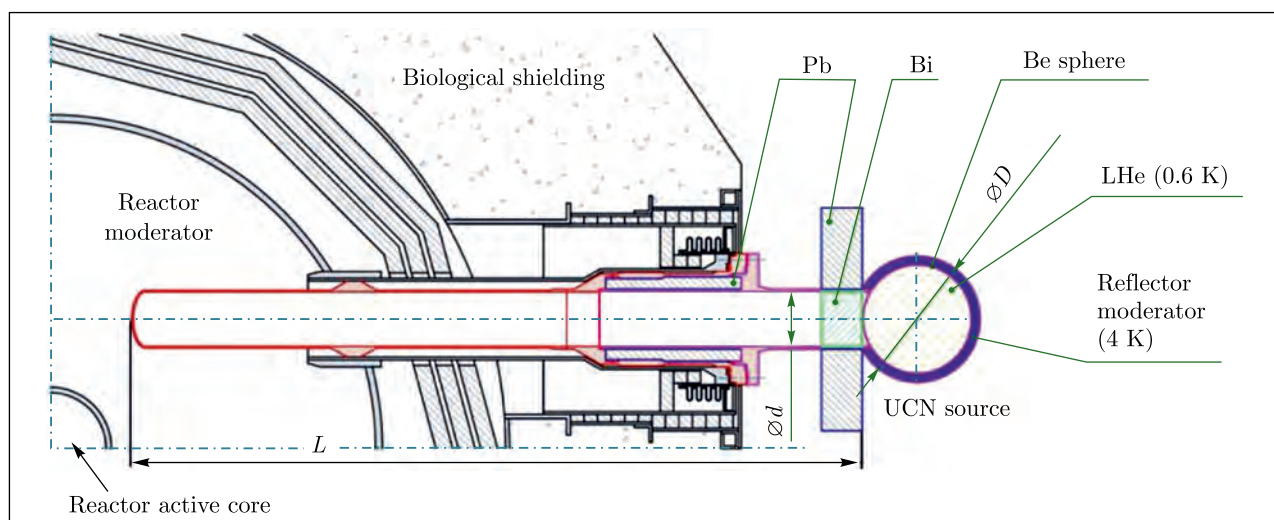 Biological shielding
Pb
Bi
Be sphere
⌀D
LHe (0.6 K)
Reactor
moderator
Reflector
moderator
(4 K)
UCN source
⌀d
L
Reactor active core